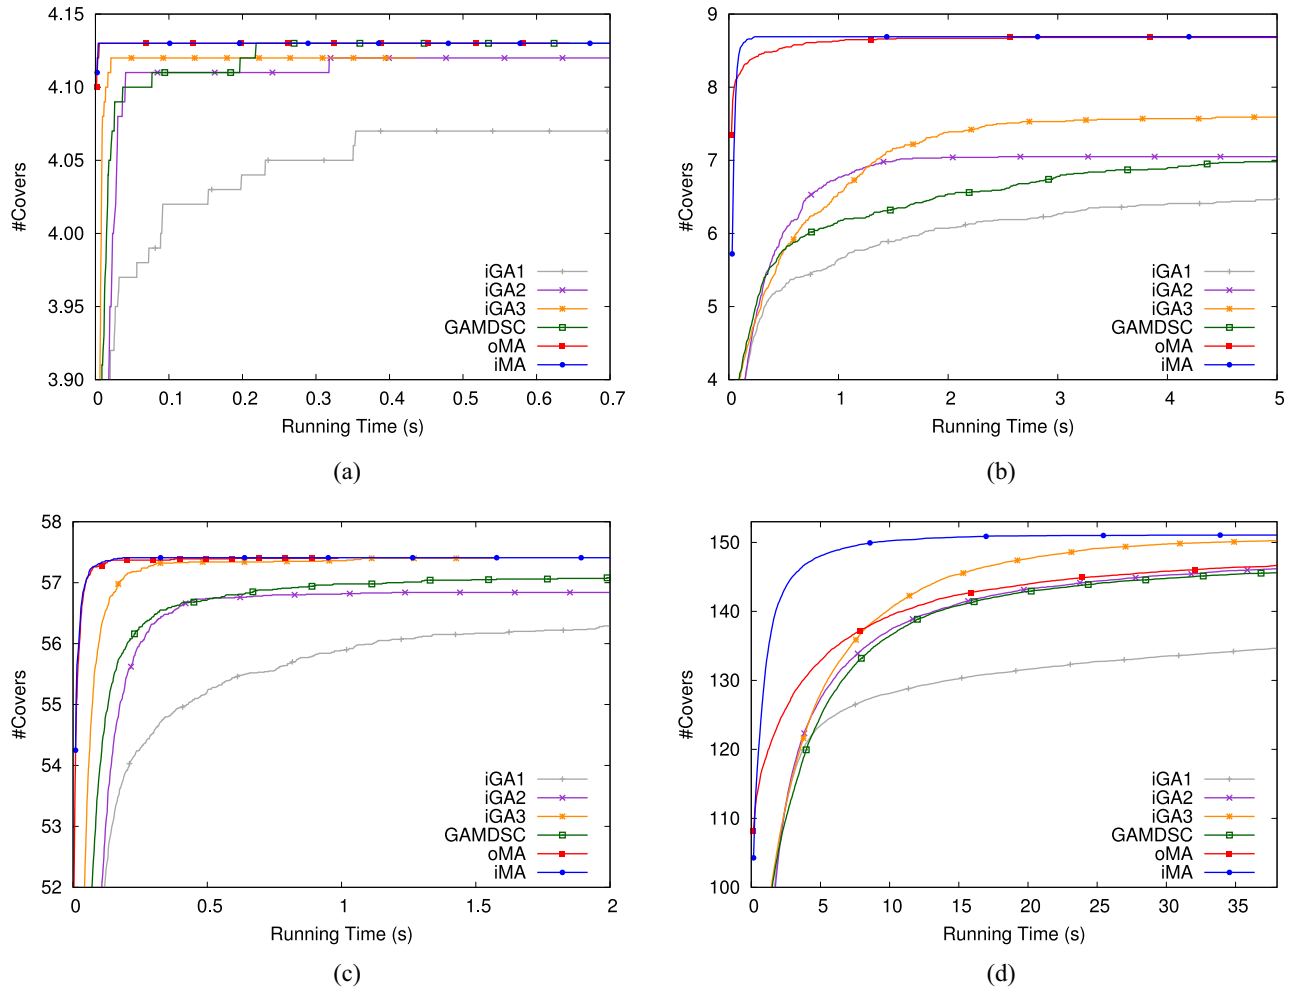 4.15
4.10
4.05
4.00
3.95
3.90
#Covers
0 0.1 0.2 0.3 0.4 0.5 0.6 0.7
Running Time (s)
iGA1
iGA2
iGA3
GAMDSC
oMA
iMA
(a)
9
8
7
6
5
4
#Covers
0 1 2 3 4 5
Running Time (s)
iGA1
iGA2
iGA3
GAMDSC
oMA
iMA
(b)
58
57
56
55
54
53
52
#Covers
0 0.5 1 1.5 2
Running Time (s)
iGA1
iGA2
iGA3
GAMDSC
oMA
iMA
(c)
150
140
130
120
110
100
#Covers
0 5 10 15 20 25 30 35
Running Time (s)
iGA1
iGA2
iGA3
GAMDSC
oMA
iMA
(d)